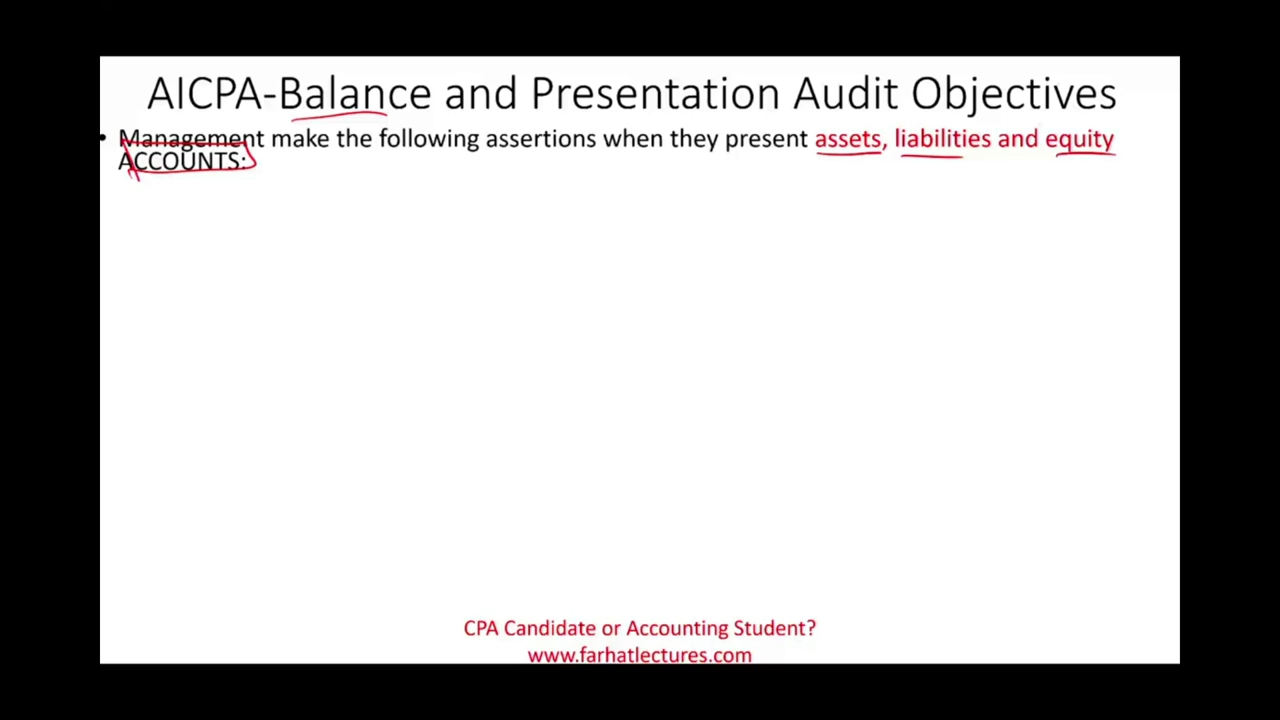 AICPA-Balance and Presentation Audit Objectives
• Management make the following assertions when they present assets, liabilities and equity
ACCOUNTS:
CPA Candidate or Accounting Student?
www.farhatlectures.com